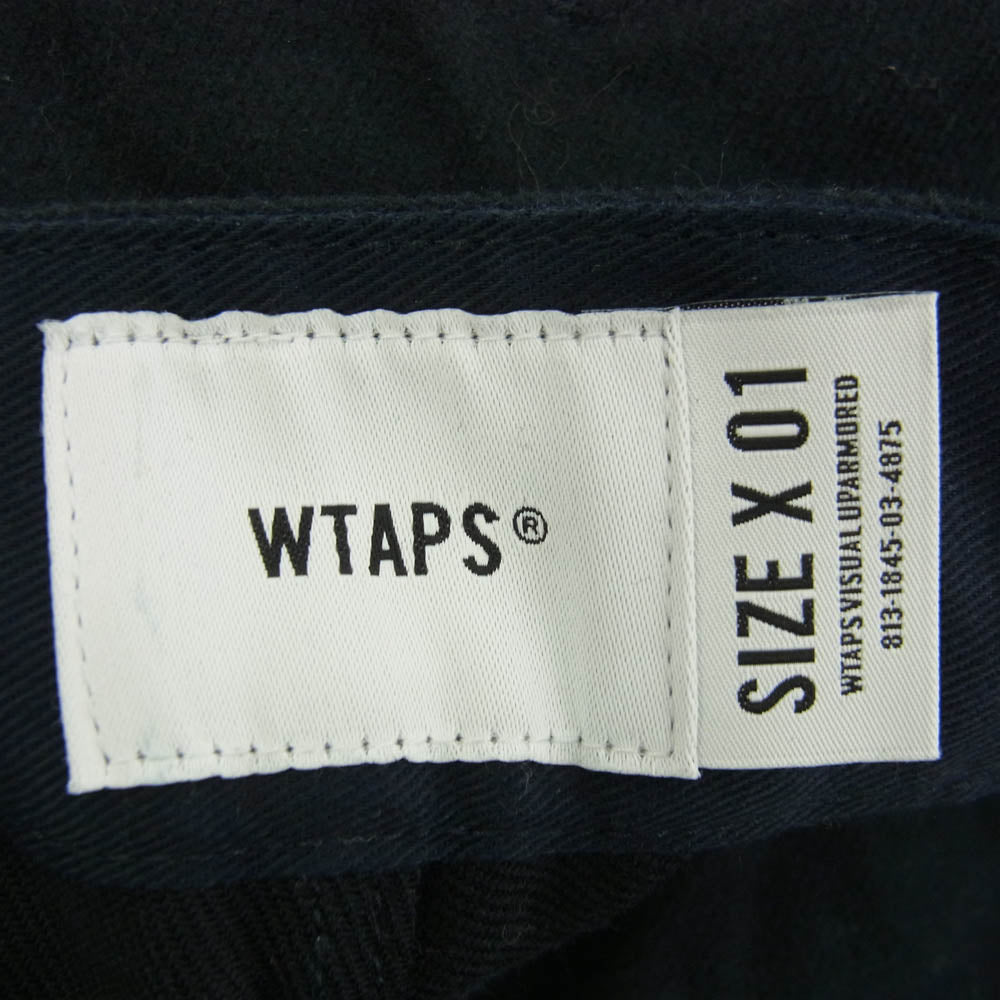 WTAPS®
SIZE X 01
WTAPS VISUAL UPARMORED
813-1845-03-4875